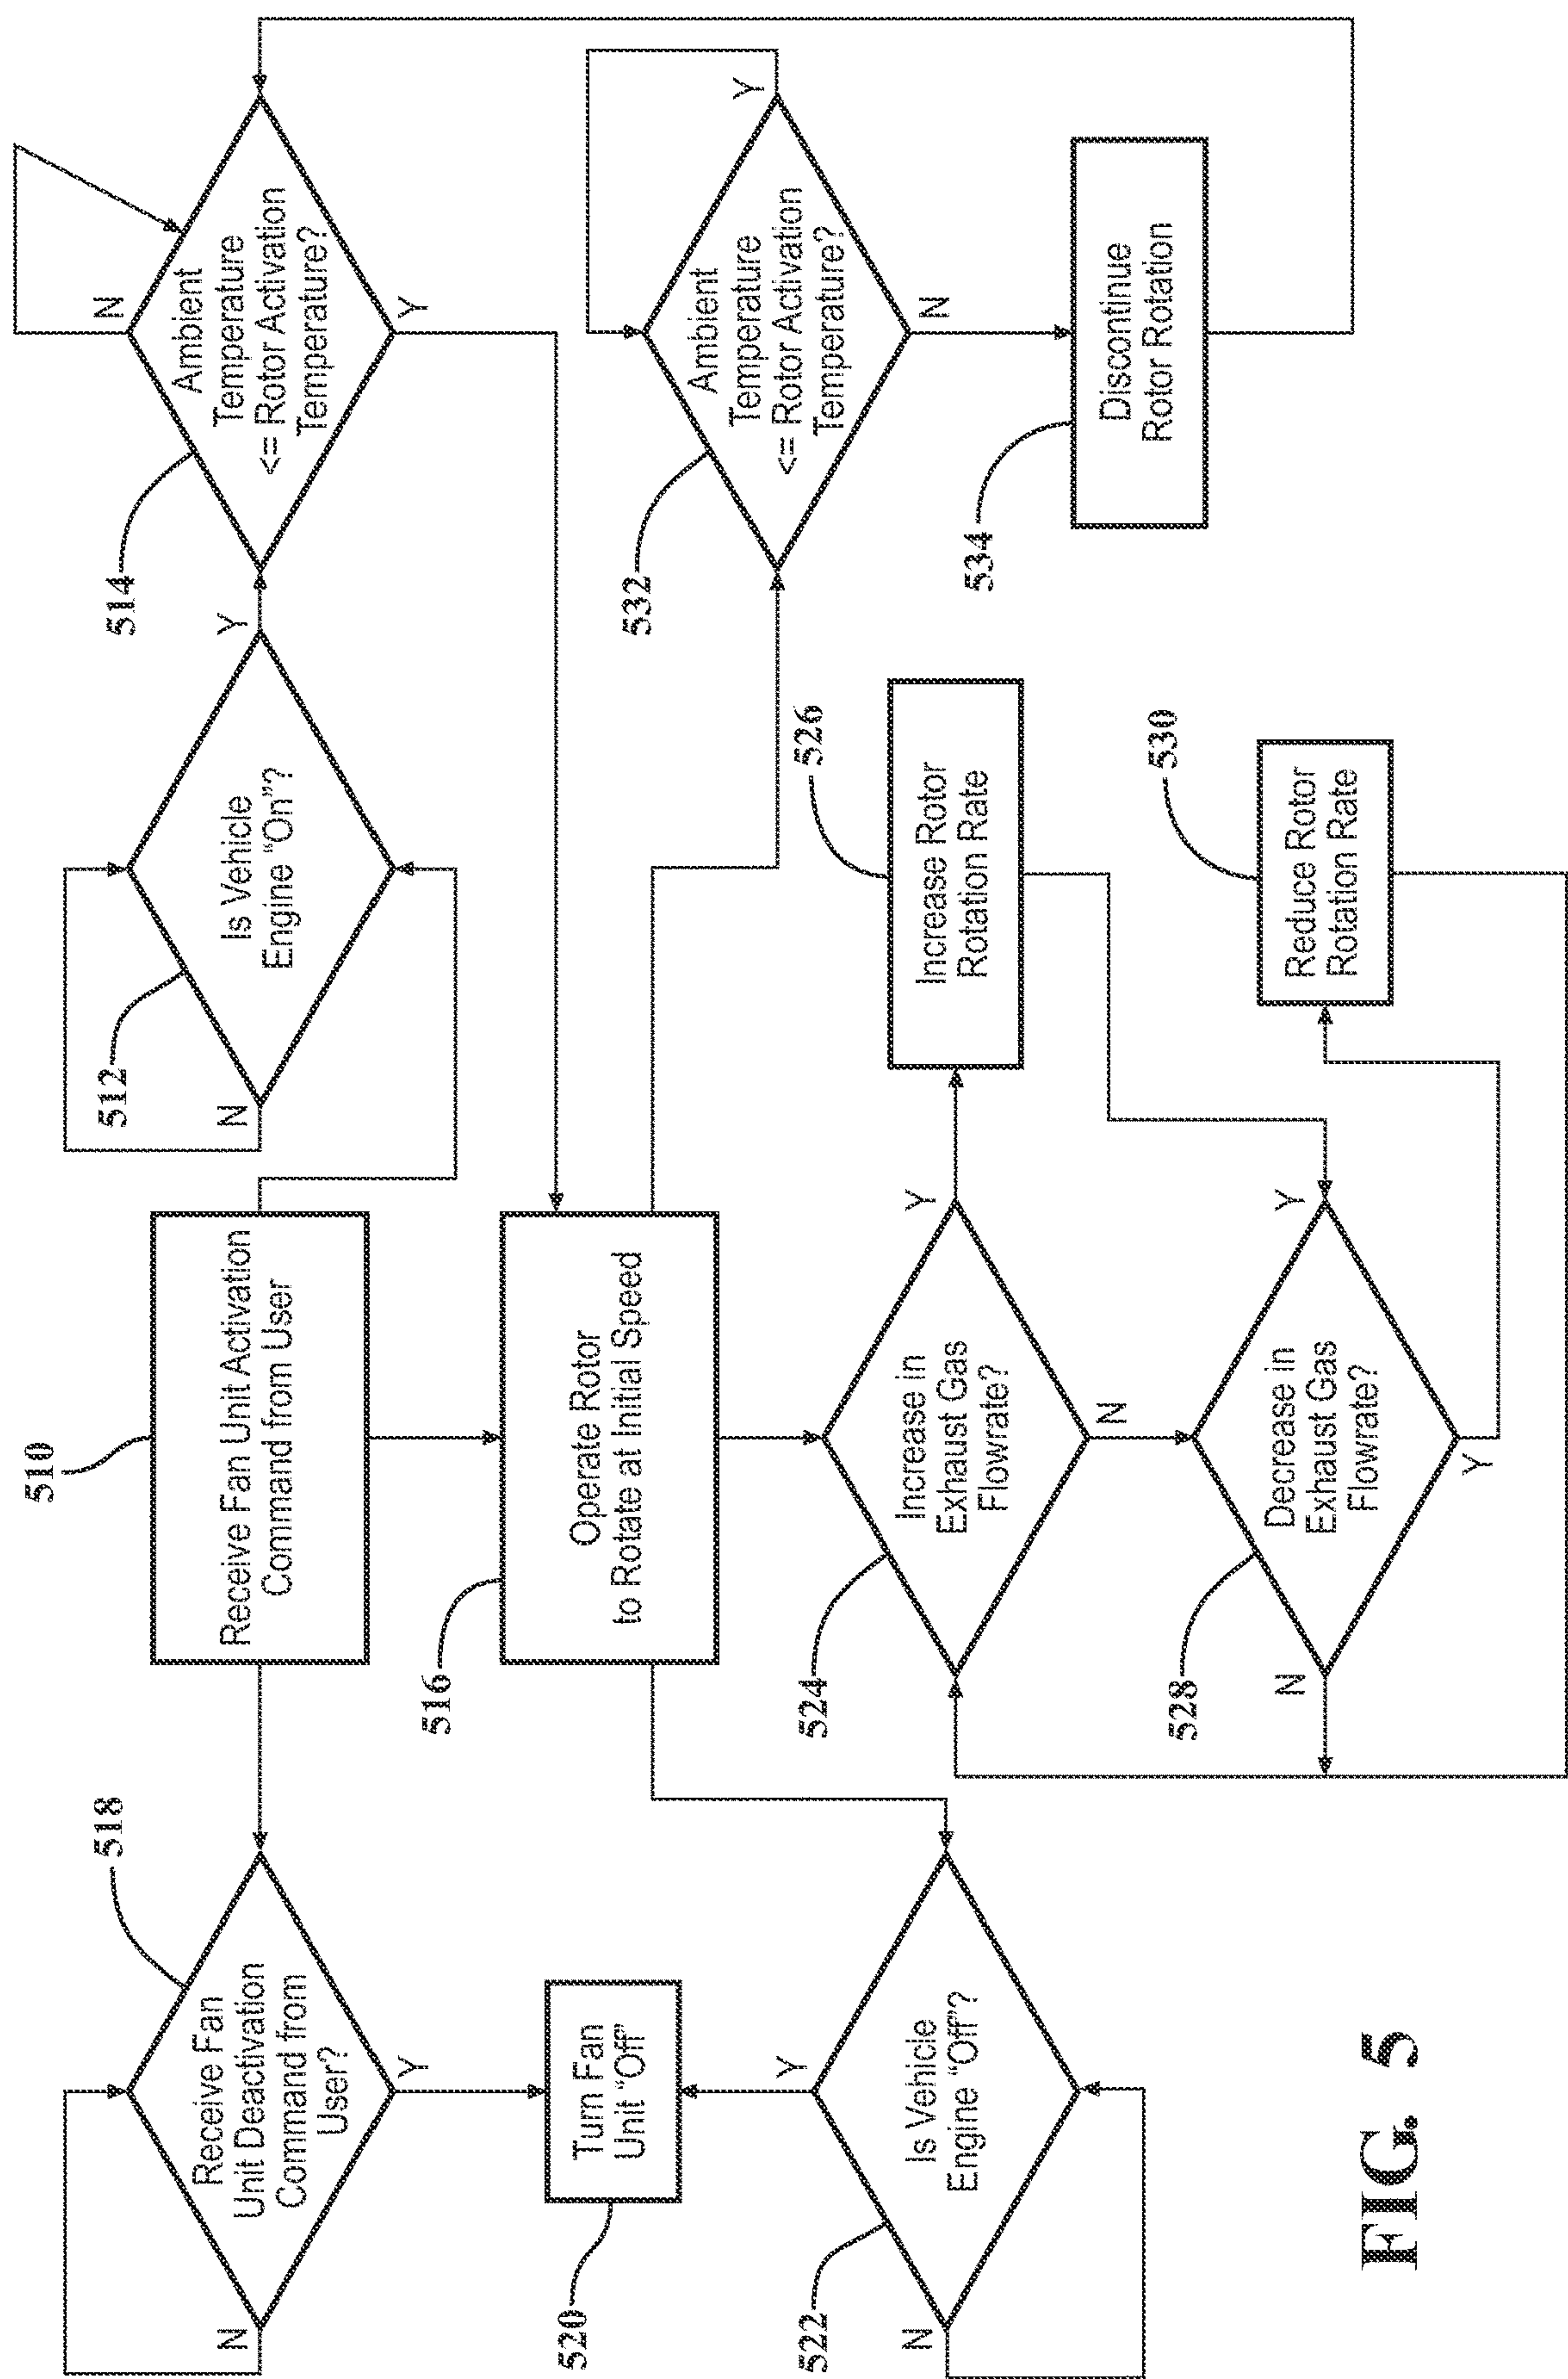 510
Receive Fan Unit Activation
Command from User
518
Receive Fan
Unit Deactivation
Command from
User?
N
Y
512
Is Vehicle
Engine “On”?
N
Y
514
Ambient
Temperature
<= Rotor Activation
Temperature?
N
Y
516
Operate Rotor
to Rotate at Initial Speed
520
Turn Fan
Unit “Off”
522
Is Vehicle
Engine “Off”?
Y
N
524
Increase in
Exhaust Gas
Flowrate?
Y
N
526
Increase Rotor
Rotation Rate
528
Decrease in
Exhaust Gas
Flowrate?
N
Y
Y
530
Reduce Rotor
Rotation Rate
532
Ambient
Temperature
<= Rotor Activation
Temperature?
Y
N
534
Discontinue
Rotor Rotation
FIG. 5